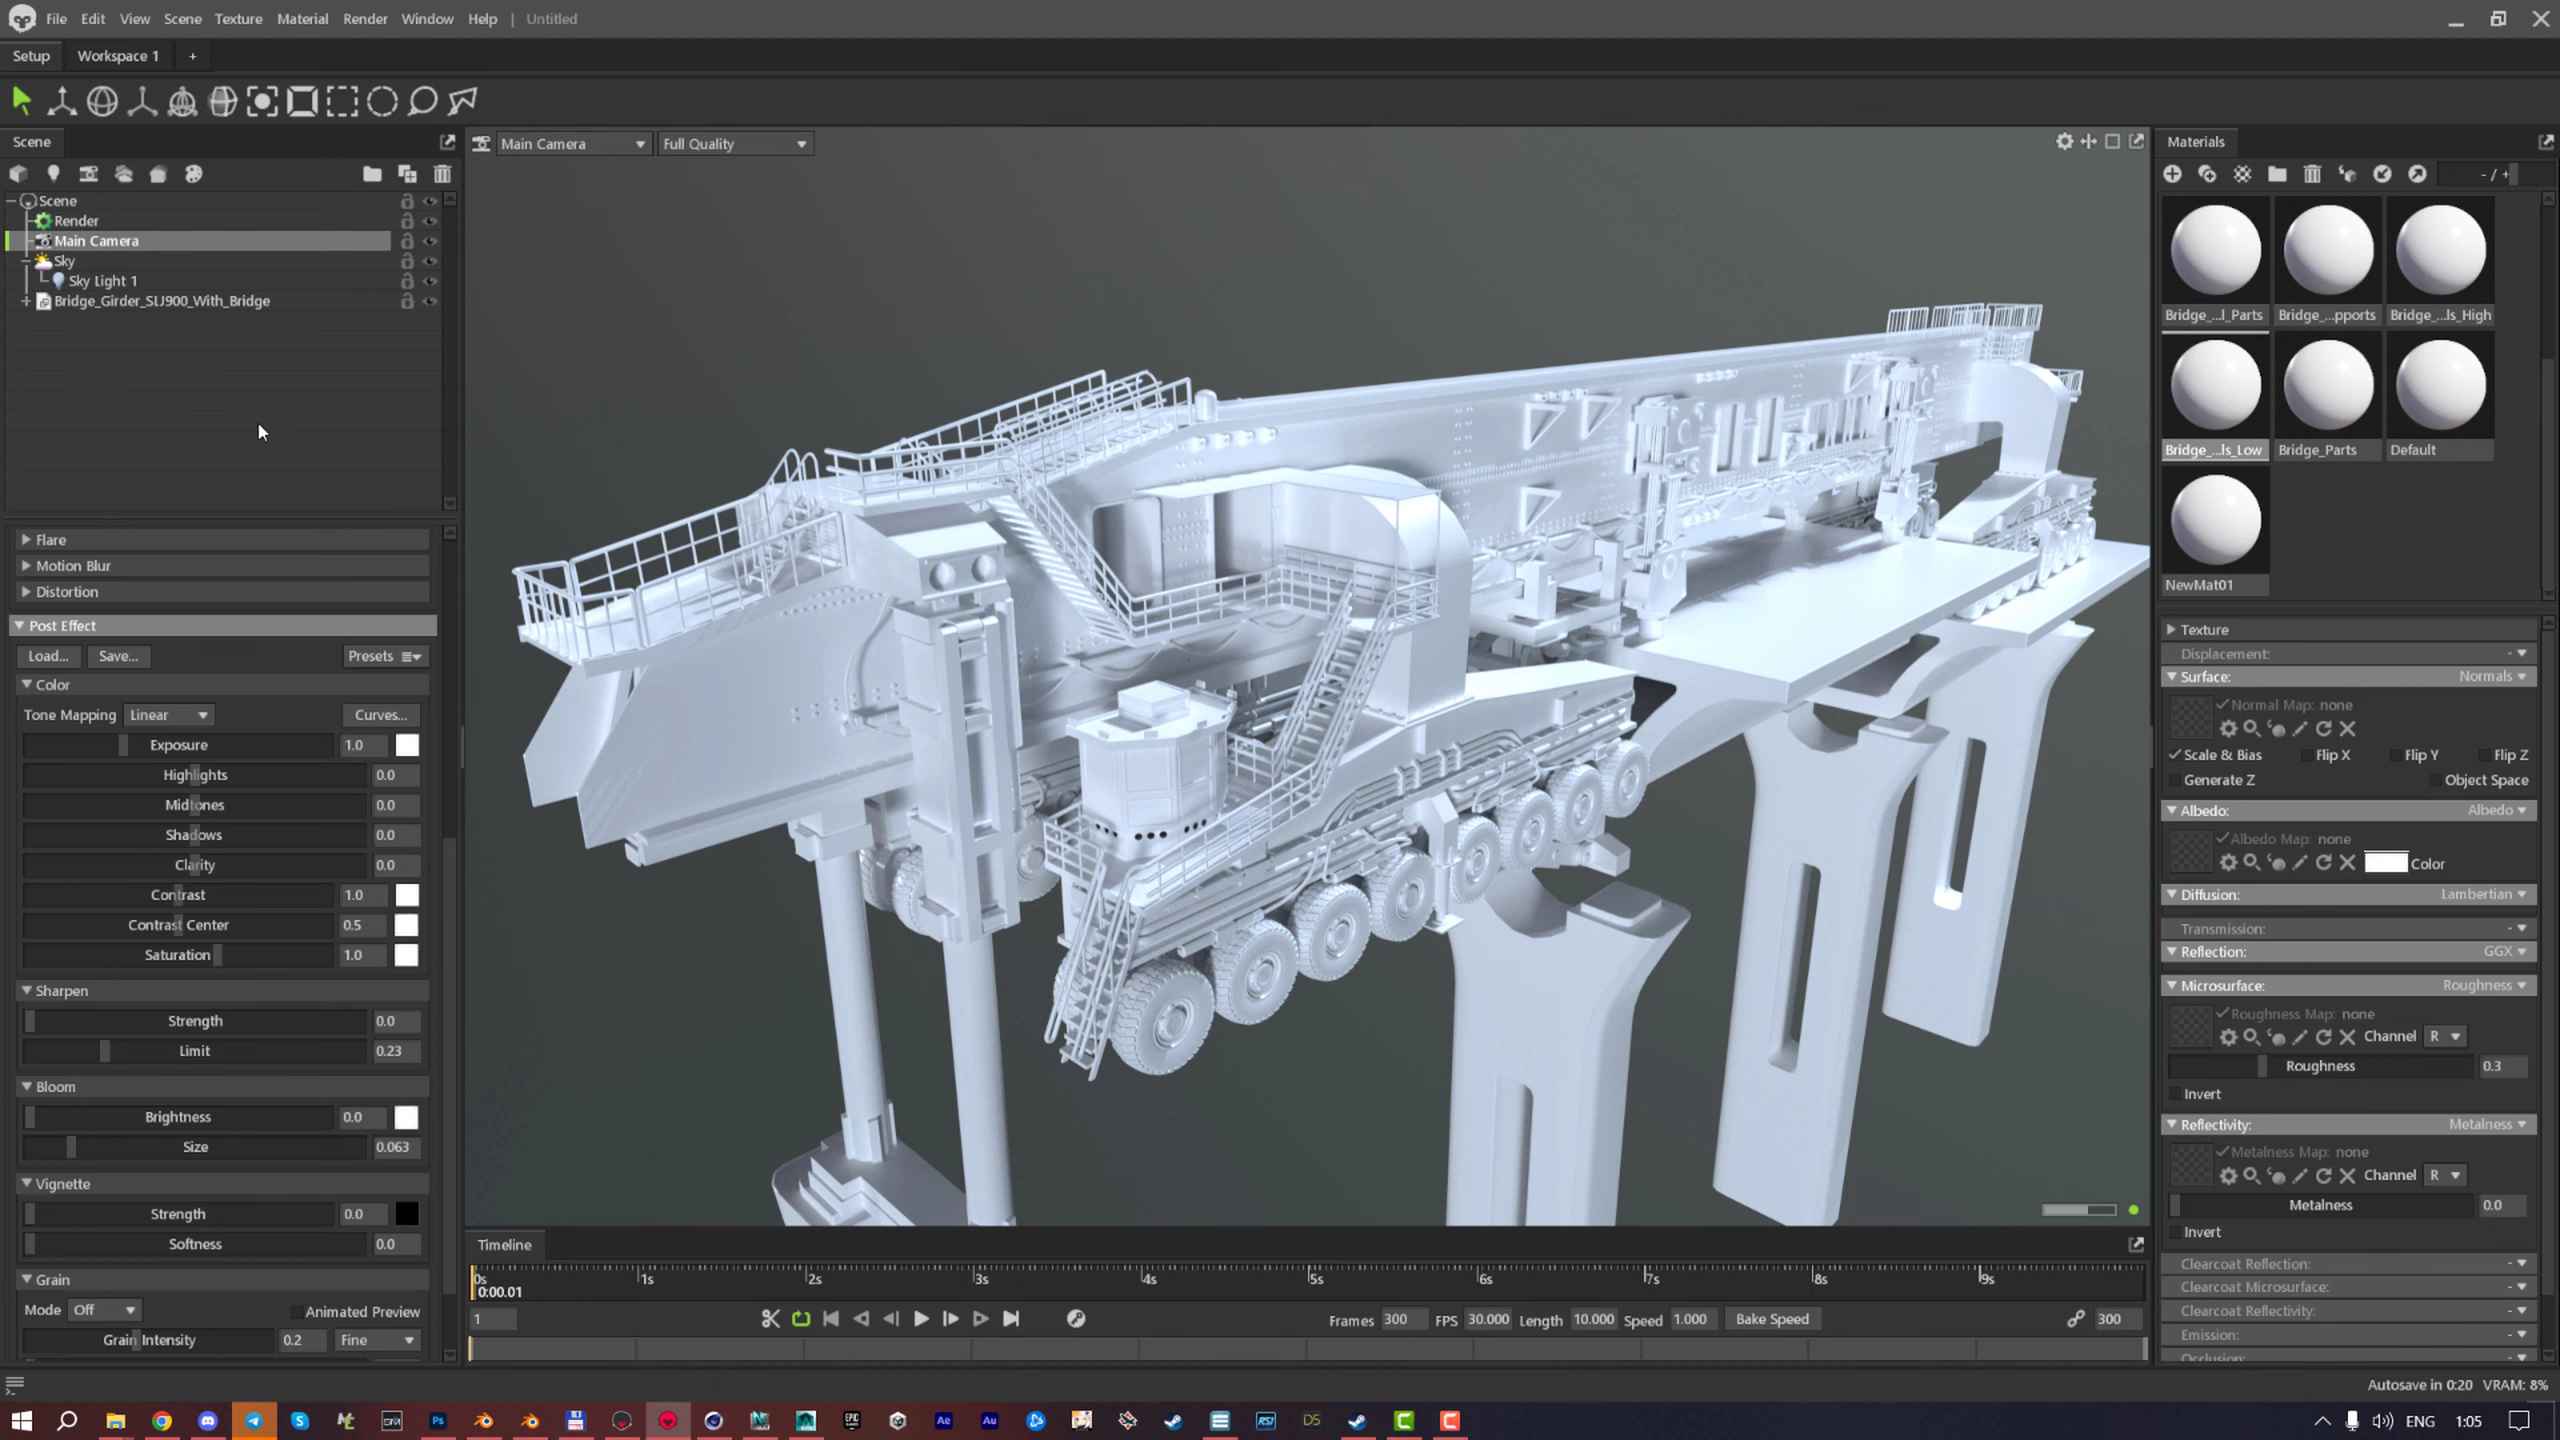 File Edit View Scene Texture Material Render Window Help | Untitled
Setup Workspace 1 +
Scene
Scene
Render
Main Camera
Sky
Sky Light 1
Bridge_Girder_SLJ900_With_Bridge
Flare
Motion Blur
Distortion
Post Effect
Load... Save... Presets
Color
Tone Mapping Linear Curves...
Exposure 1.0
Highlights 0.0
Midtones 0.0
Shadows 0.0
Clarity 0.0
Contrast 1.0
Contrast Center 0.5
Saturation 1.0
Sharpen
Strength 0.0
Limit 0.23
Bloom
Brightness 0.0
Size 0.063
Vignette
Strength 0.0
Softness 0.0
Grain
Mode Off Animated Preview
Grain Intensity 0.2 Fine
Main Camera Full Quality
Timeline
0s 1s 2s 3s 4s 5s 6s 7s 8s 9s
0:00.01
1 Frames 300 FPS 30.000 Length 10.000 Speed 1.000 Bake Speed 300
Materials
- / +
Bridge_...l_Parts Bridge_...pports Bridge_...ls_High
Bridge_...ls_Low Bridge_Parts Default
NewMat01
Texture
Displacement: -
Surface: Normals
Normal Map: none
Scale & Bias Flip X Flip Y Flip Z
Generate Z Object Space
Albedo: Albedo
Albedo Map: none
Color
Diffusion: Lambertian
Transmission: -
Reflection: GGX
Microsurface: Roughness
Roughness Map: none
Channel R
Roughness 0.3
Invert
Reflectivity: Metalness
Metalness Map: none
Channel R
Metalness 0.0
Invert
Clearcoat Reflection: -
Clearcoat Microsurface: -
Clearcoat Reflectivity: -
Emission: -
Occlusion: -
Autosave in 0:20 VRAM: 8%
Ps EPIC GAMES Ae Au RSI DS ENG 1:05